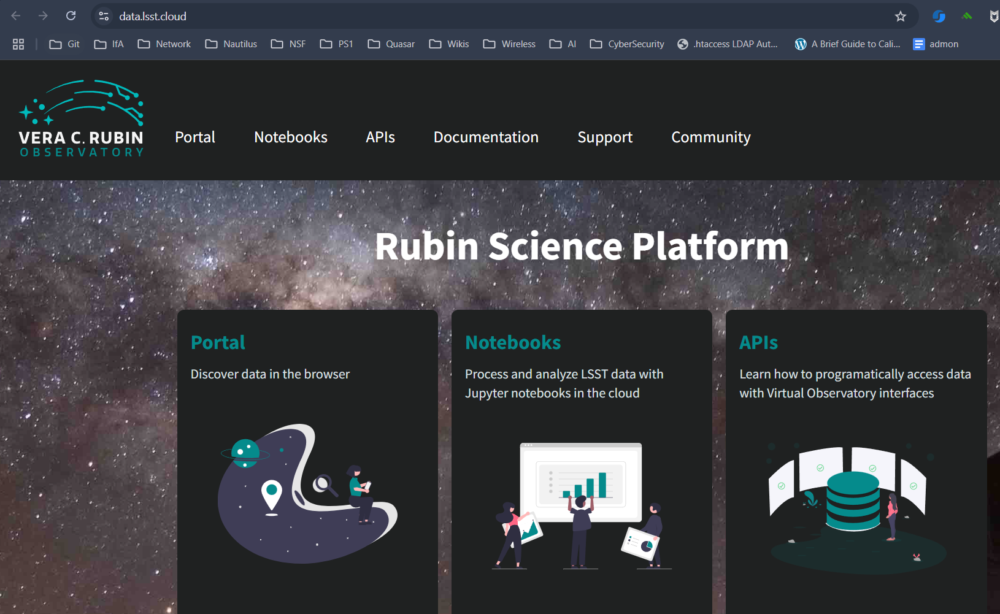 data.lsst.cloud
Git IfA Network Nautilus NSF PS1 Quasar Wikis Wireless AI CyberSecurity .htaccess LDAP Aut... A Brief Guide to Cali... admon
VERA C. RUBIN
OBSERVATORY
Portal Notebooks APIs Documentation Support Community
Rubin Science Platform
Portal
Discover data in the browser
Notebooks
Process and analyze LSST data with
Jupyter notebooks in the cloud
APIs
Learn how to programatically access data
with Virtual Observatory interfaces